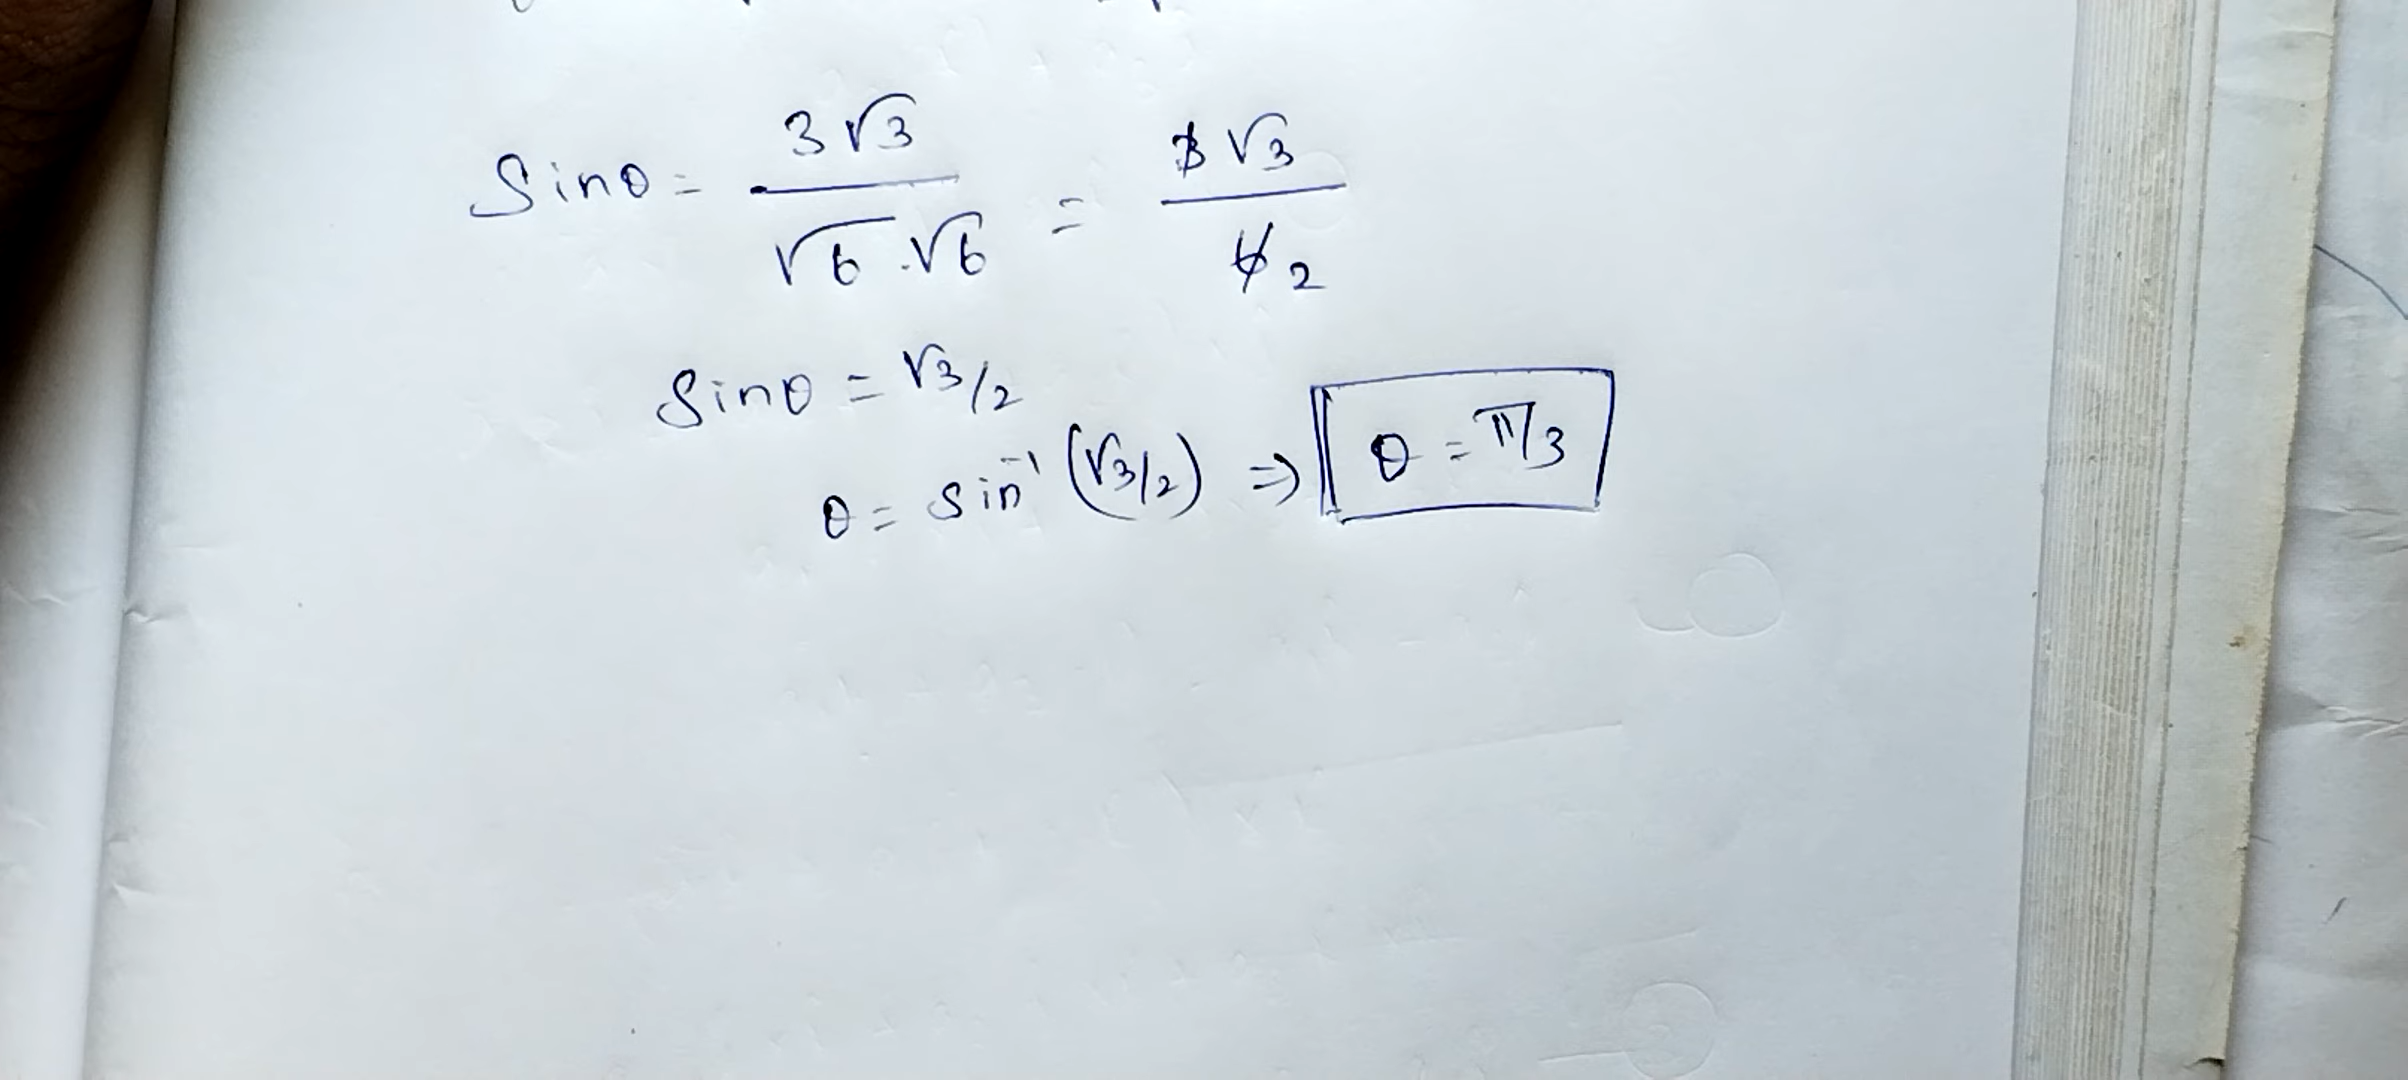 Sinθ = 3√3 / √6 . √6 = 3√3 / 6 2
Sinθ = √3/2
θ = sin⁻¹ (√3/2) ⇒ θ = π/3